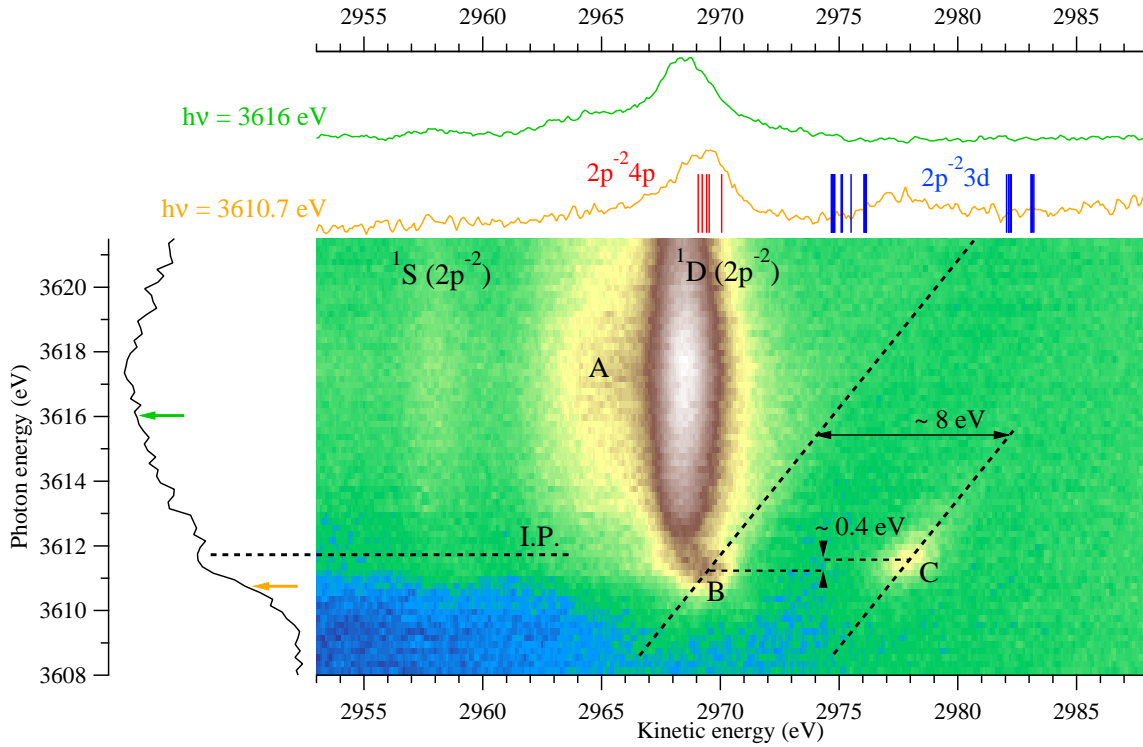 2955 2960 2965 2970 2975 2980 2985
hν = 3616 eV
2p⁻²4p
2p⁻²3d
hν = 3610.7 eV
¹S (2p⁻²)
¹D (2p⁻²)
3620
3618
A
3616
~ 8 eV
3614
~ 0.4 eV
I.P.
3612
C
B
3610
3608
Photon energy (eV)
2955 2960 2965 2970 2975 2980 2985
Kinetic energy (eV)